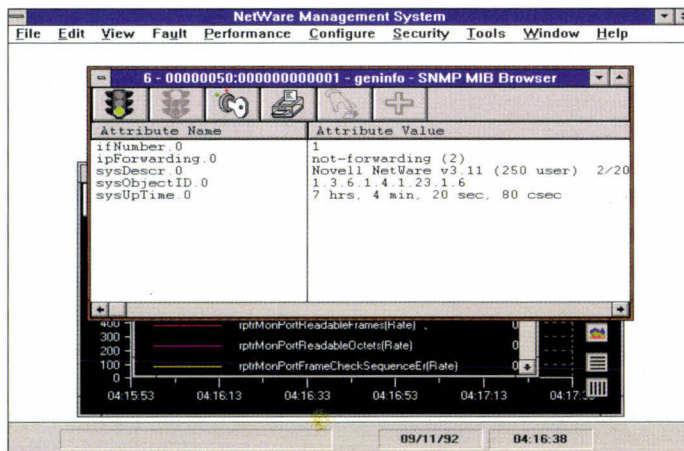 NetWare Management System
File Edit View Fault Performance Configure Security Tools Window Help
6 - 00000050:000000000001 - geninfo - SNMP MIB Browser
Attribute Name Attribute Value
ifNumber.0 1
ipForwarding.0 not-forwarding (2)
sysDescr.0 Novell NetWare v3.11 (250 user) 2/20
sysObjectID.0 1.3.6.1.4.1.23.1.6
sysUpTime.0 7 hrs, 4 min, 20 sec, 80 csec
400 rptrMonPortReadableFrames(Rate) 0
300
200 rptrMonPortReadableOctets(Rate) 0
100 rptrMonPortFrameCheckSequenceEr(Rate) 0
0
04:15:53 04:16:13 04:16:33 04:16:53 04:17:13
09/11/92 04:16:38